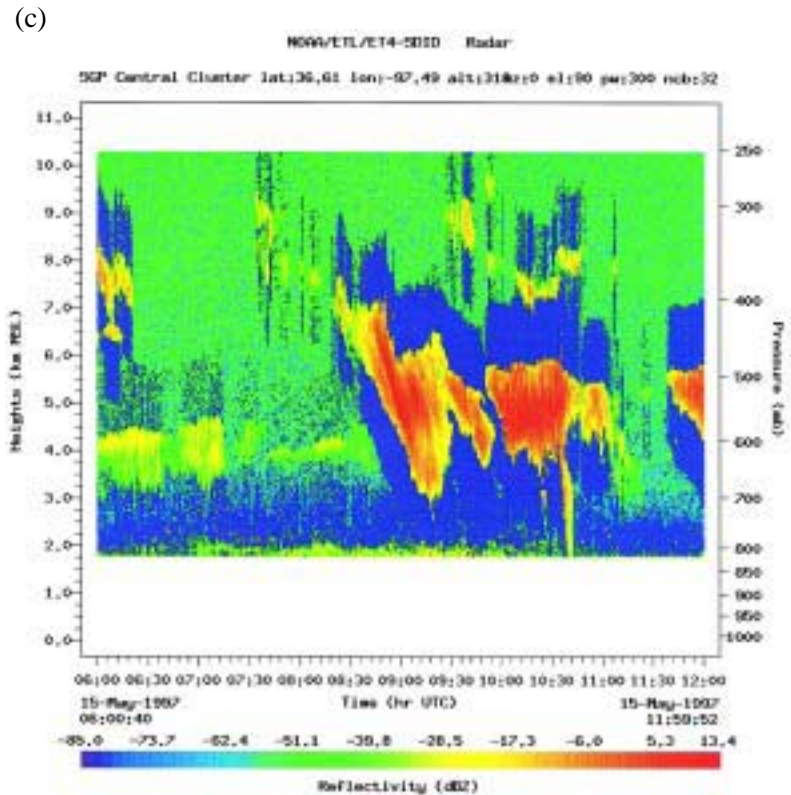 (c)
NOAA/ETL/ET4-SDID Radar
SGP Central Cluster lat:36,61 lon:-97,49 alt:318z:0 el:90 pw:300 ncb:32
11.0
10.0
9.0
8.0
7.0
6.0
5.0
4.0
3.0
2.0
1.0
0.0
Heights (km MSL)
250
300
400
500
600
700
800
850
900
950
1000
Pressure (mb)
06:00 06:30 07:00 07:30 08:00 08:30 09:00 09:30 10:00 10:30 11:00 11:30 12:00
15-May-1997 Time (hr UTC) 15-May-1997
06:00:40 11:59:52
-85.0 -73.7 -62.4 -51.1 -39.8 -28.5 -17.3 -6.0 5.3 13.4
Reflectivity (dBZ)